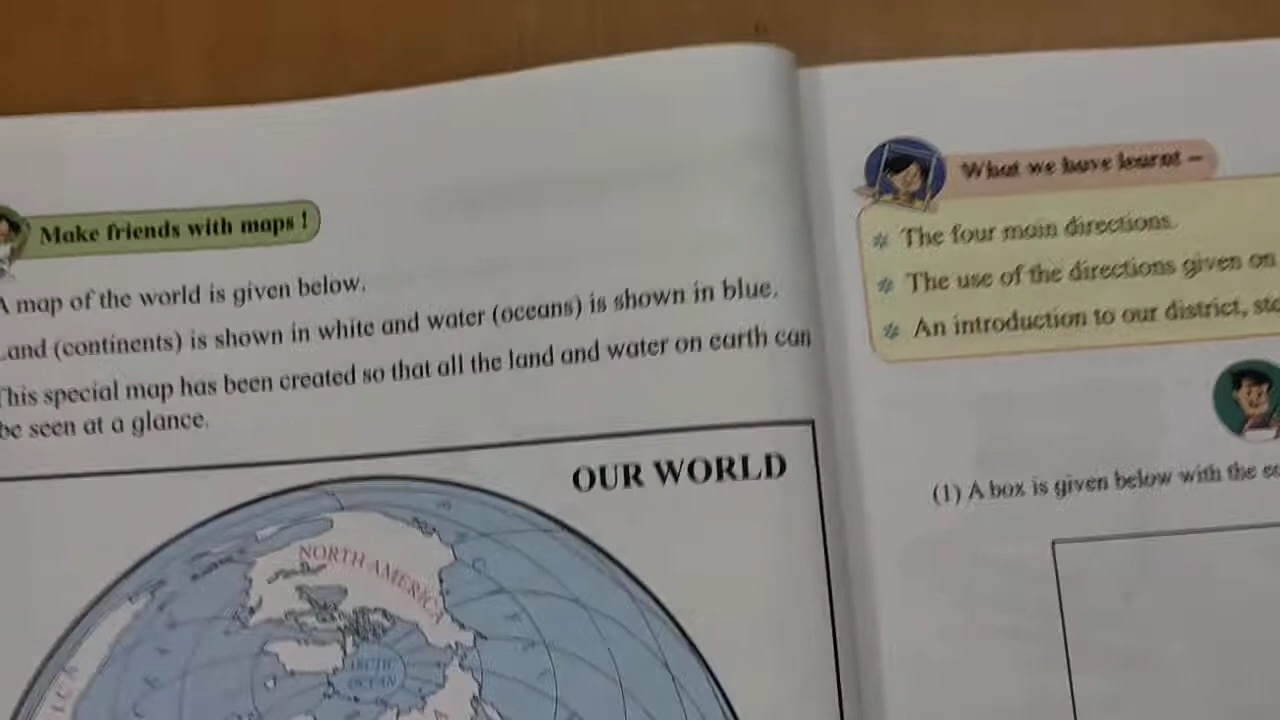 Make friends with maps !
A map of the world is given below.
Land (continents) is shown in white and water (oceans) is shown in blue.
This special map has been created so that all the land and water on earth can
be seen at a glance.
OUR WORLD
NORTH AMERICA
ARCTIC
OCEAN
What we have learnt –
The four main directions.
The use of the directions given on
An introduction to our district,
(1) A box is given below with the